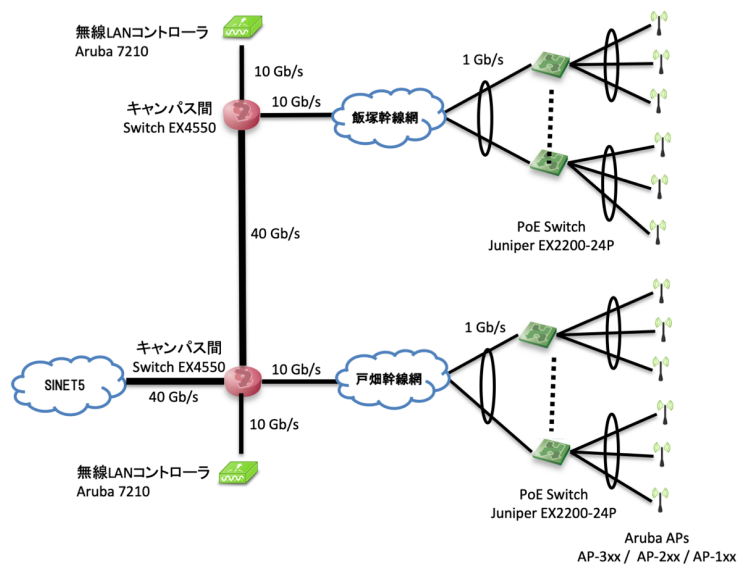 無線LANコントローラ
Aruba 7210
10 Gb/s
キャンパス間
Switch EX4550
10 Gb/s
飯塚幹線網
1 Gb/s
PoE Switch
Juniper EX2200-24P
40 Gb/s
キャンパス間
Switch EX4550
SINET5
40 Gb/s
10 Gb/s
戸畑幹線網
1 Gb/s
10 Gb/s
無線LANコントローラ
Aruba 7210
PoE Switch
Juniper EX2200-24P
Aruba APs
AP-3xx / AP-2xx / AP-1xx